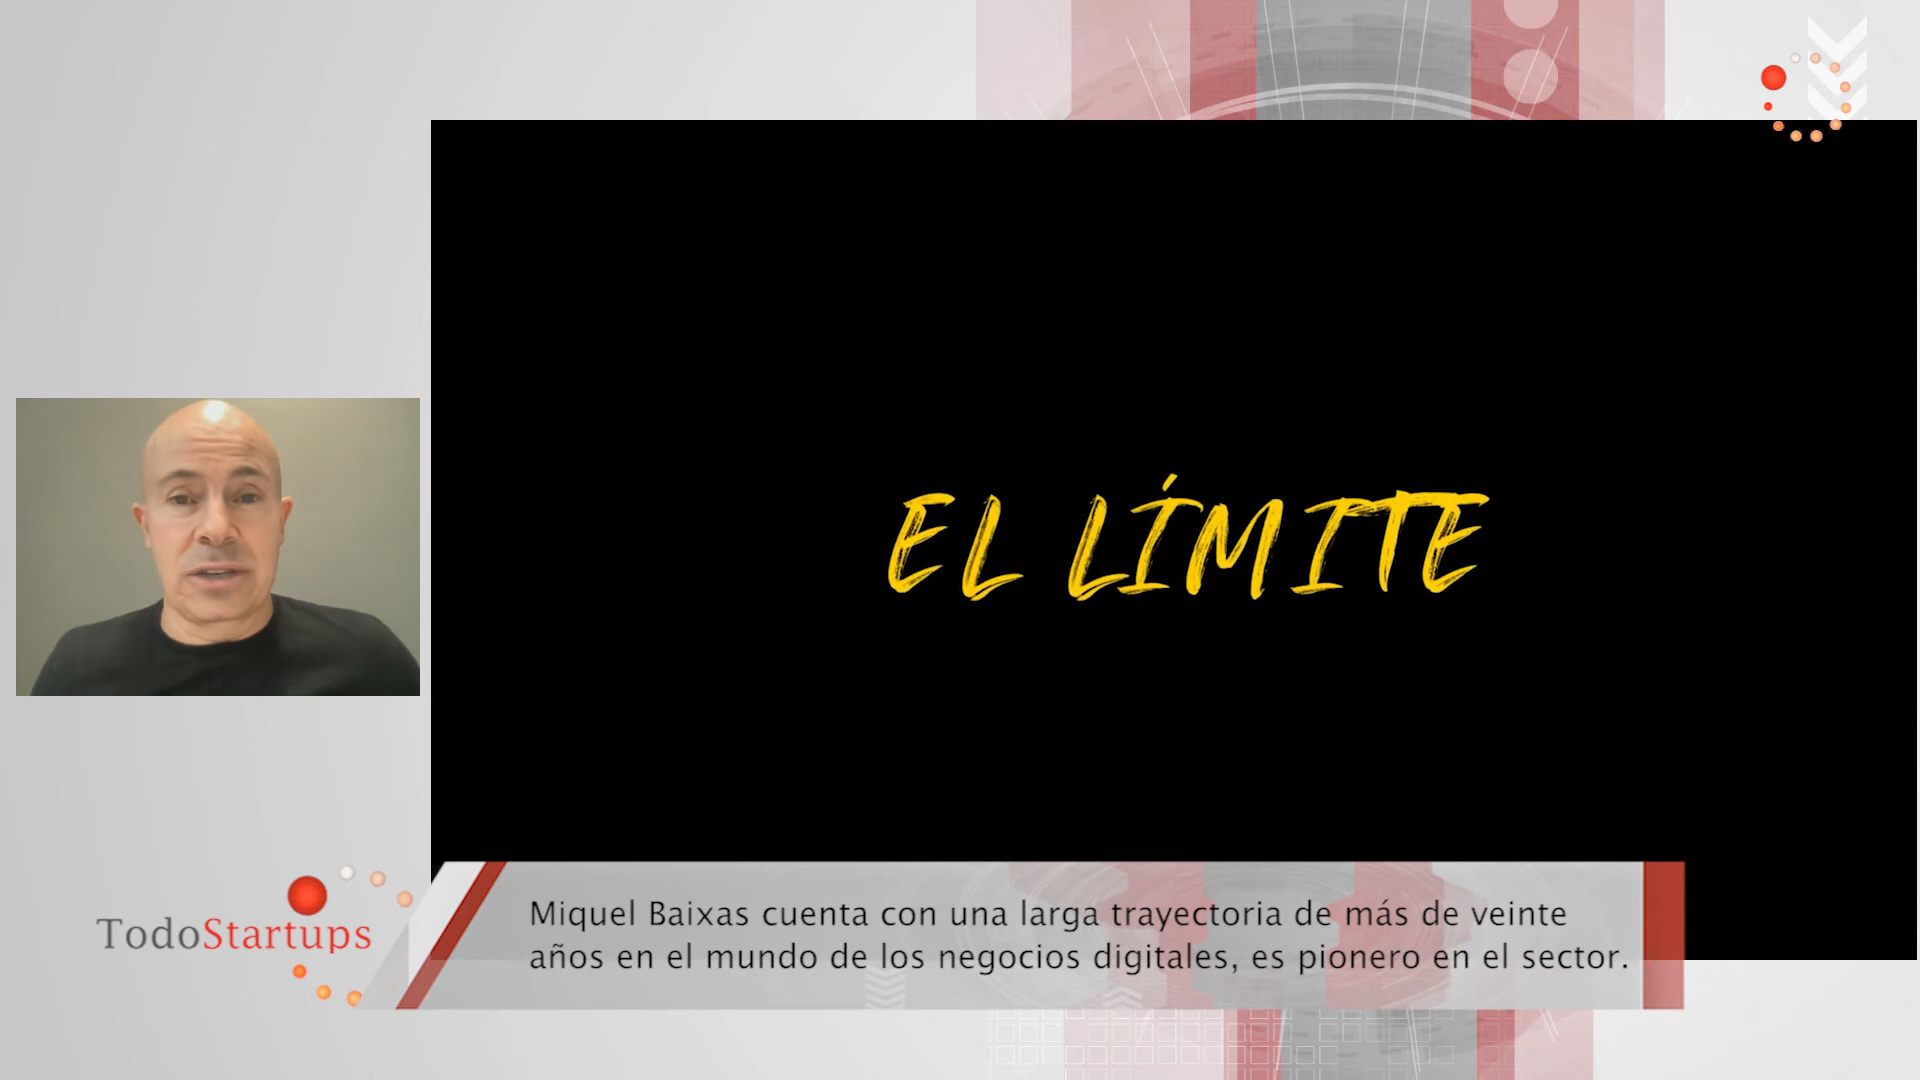 EL LÍMITE
TodoStartups
Miquel Baixas cuenta con una larga trayectoria de más de veinte
años en el mundo de los negocios digitales, es pionero en el sector.